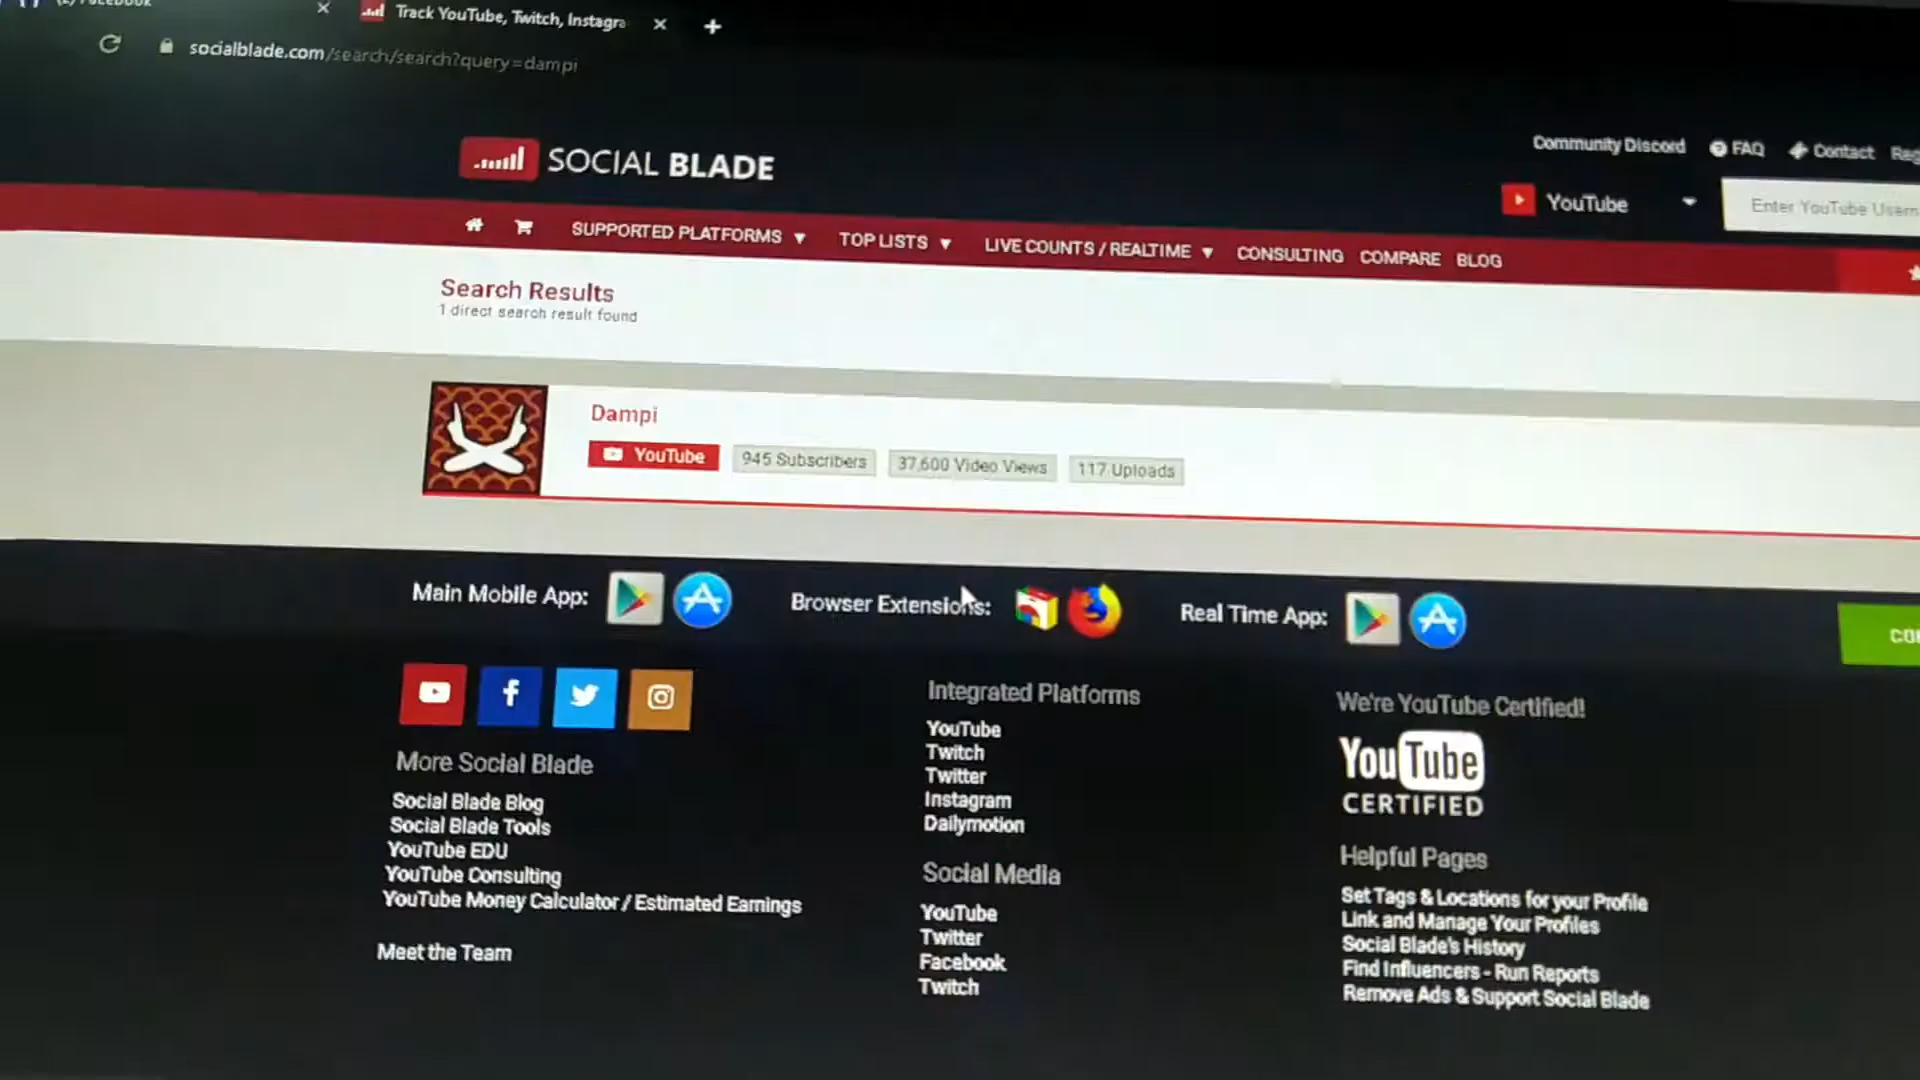 Track YouTube, Twitch, Instagra
socialblade.com/search/search?query=dampi
SOCIAL BLADE
Community Discord FAQ Contact
YouTube
SUPPORTED PLATFORMS TOP LISTS LIVE COUNTS / REALTIME CONSULTING COMPARE BLOG
Search Results
1 direct search result found
Dampi
YouTube 945 Subscribers 37,600 Video Views 117 Uploads
Main Mobile App: Browser Extensions: Real Time App:
More Social Blade
Social Blade Blog
Social Blade Tools
YouTube EDU
YouTube Consulting
YouTube Money Calculator / Estimated Earnings
Meet the Team
Integrated Platforms
YouTube
Twitch
Twitter
Instagram
Dailymotion
Social Media
YouTube
Twitter
Facebook
Twitch
We're YouTube Certified!
YouTube
CERTIFIED
Helpful Pages
Set Tags & Locations for your Profile
Link and Manage Your Profiles
Social Blade's History
Find Influencers - Run Reports
Remove Ads & Support Social Blade